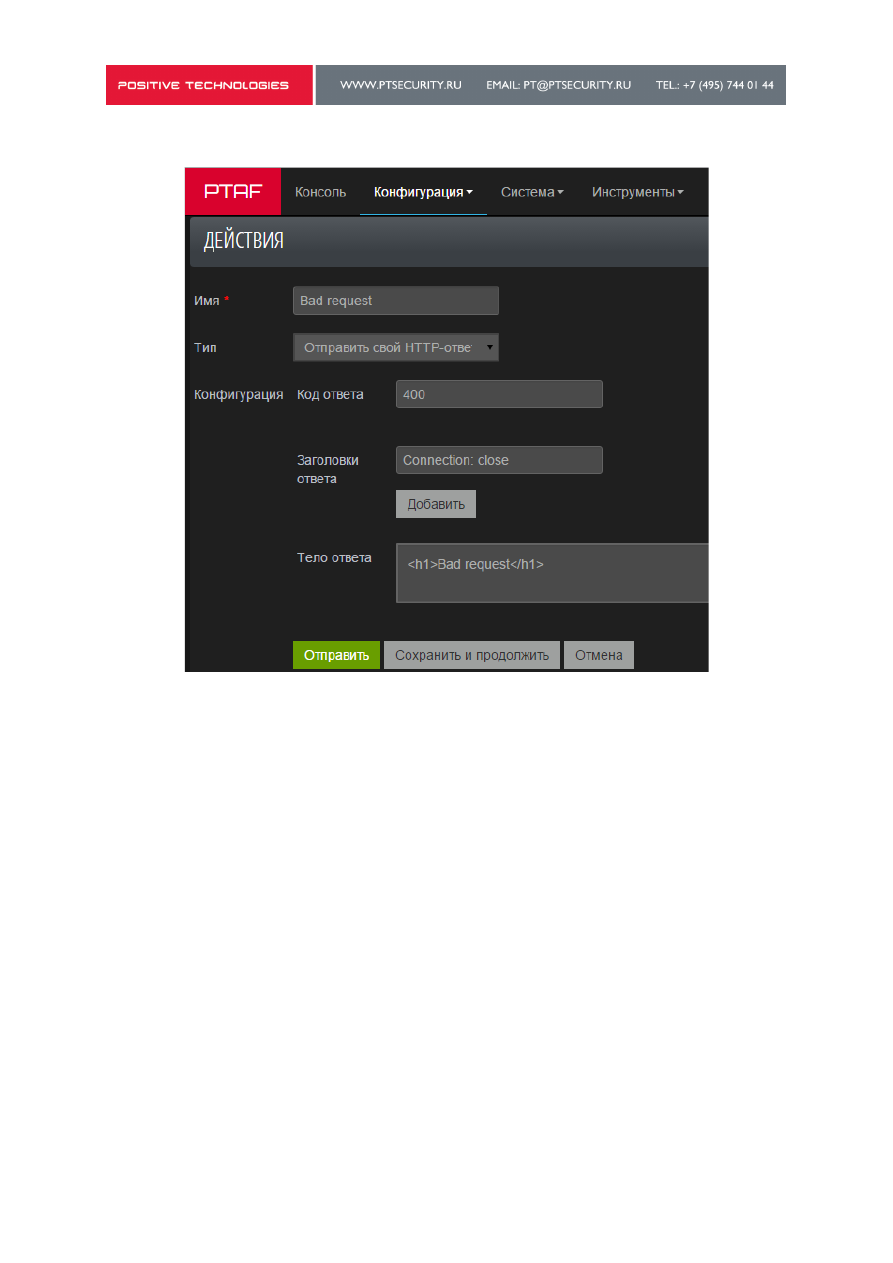 POSITIVE TECHNOLOGIES WWW.PTSECURITY.RU EMAIL: PT@PTSECURITY.RU TEL.: +7 (495) 744 01 44
PTAF Консоль Конфигурация Система Инструменты
ДЕЙСТВИЯ
Имя * Bad request
Тип Отправить свой HTTP-отве
Конфигурация Код ответа 400
Заголовки ответа Connection: close
Добавить
Тело ответа <h1>Bad request</h1>
Отправить Сохранить и продолжить Отмена